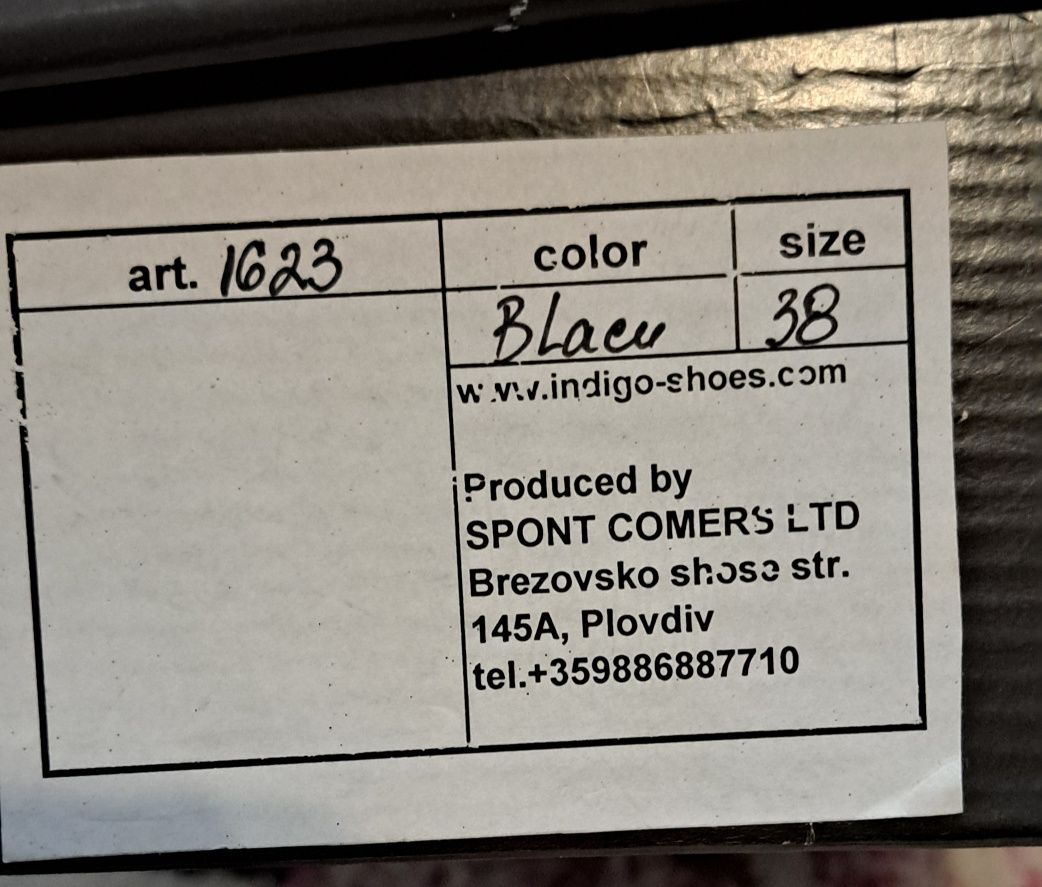 art. 1623
color
size
BLacu
38
www.indigo-shoes.com
Produced by
SPONT COMERS LTD
Brezovsko shose str.
145A, Plovdiv
tel.+359886887710